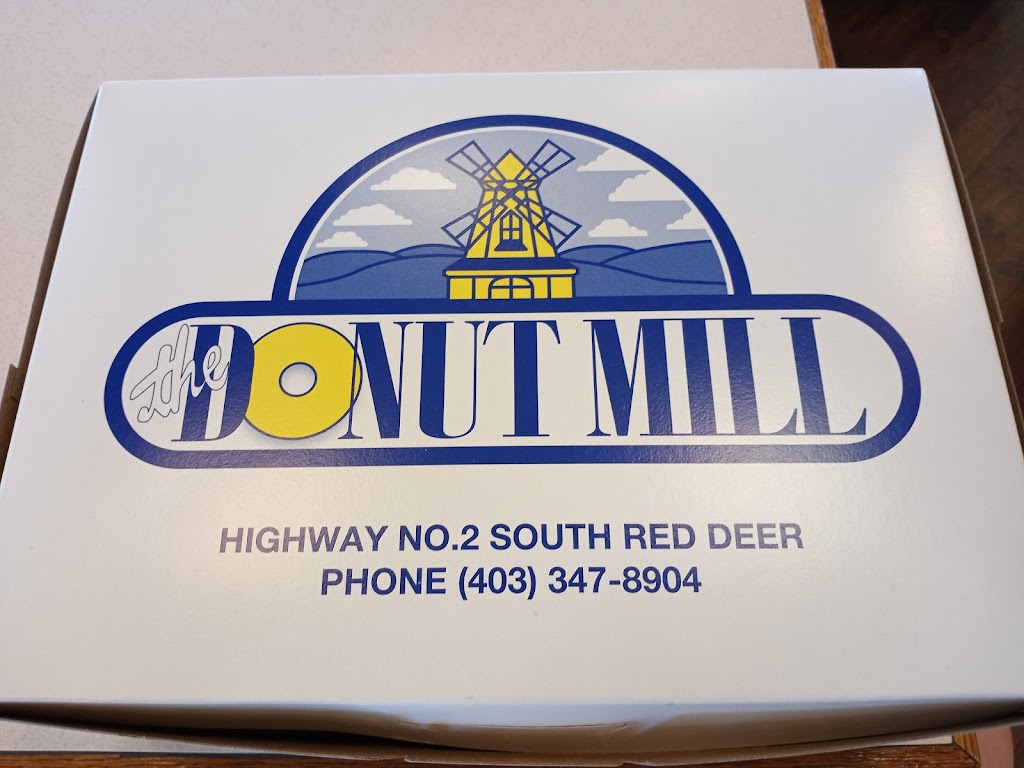 the DONUT MILL
HIGHWAY NO.2 SOUTH RED DEER
PHONE (403) 347-8904